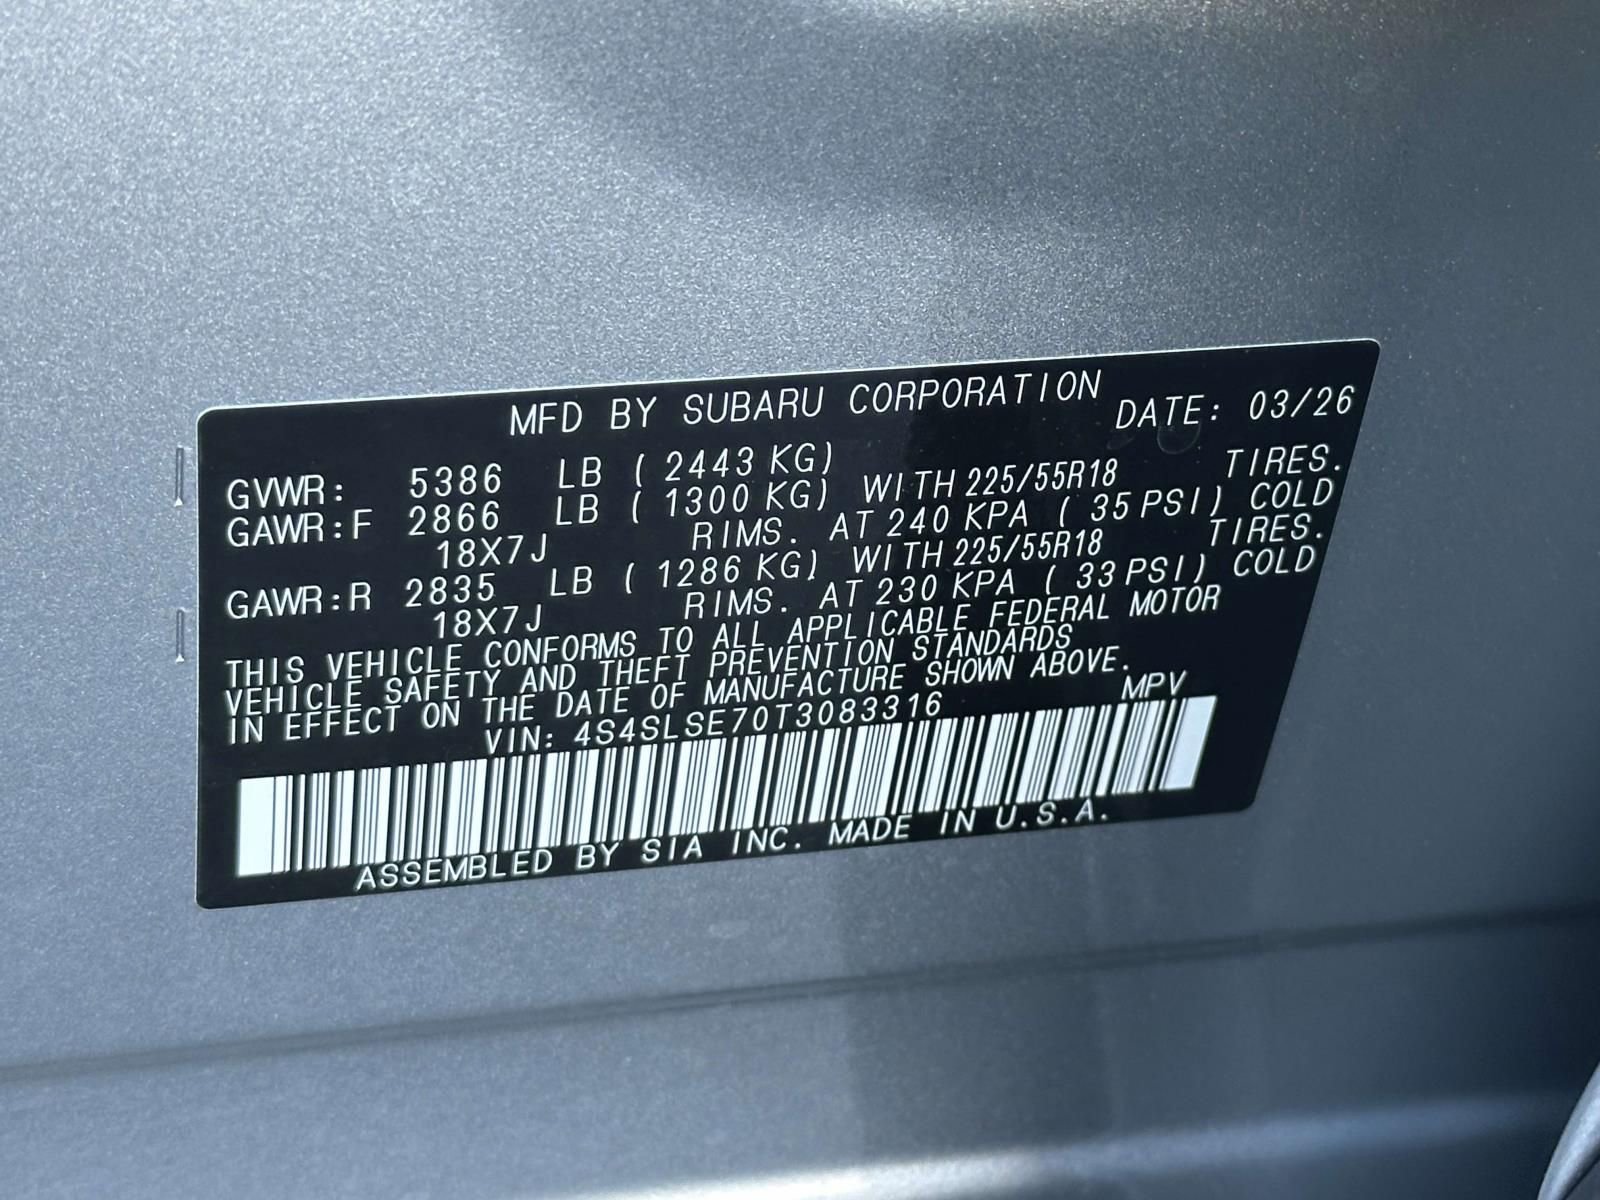 MFD BY SUBARU CORPORATION DATE: 03/26
GVWR: 5386 LB ( 2443 KG)
GAWR:F 2866 LB ( 1300 KG) WITH 225/55R18 TIRES.
18X7J RIMS. AT 240 KPA ( 35 PSI) COLD
GAWR:R 2835 LB ( 1286 KG) WITH 225/55R18 TIRES.
18X7J RIMS. AT 230 KPA ( 33 PSI) COLD
THIS VEHICLE CONFORMS TO ALL APPLICABLE FEDERAL MOTOR
VEHICLE SAFETY AND THEFT PREVENTION STANDARDS
IN EFFECT ON THE DATE OF MANUFACTURE SHOWN ABOVE.
VIN: 4S4SLSE70T3083316 MPV
ASSEMBLED BY SIA INC. MADE IN U.S.A.